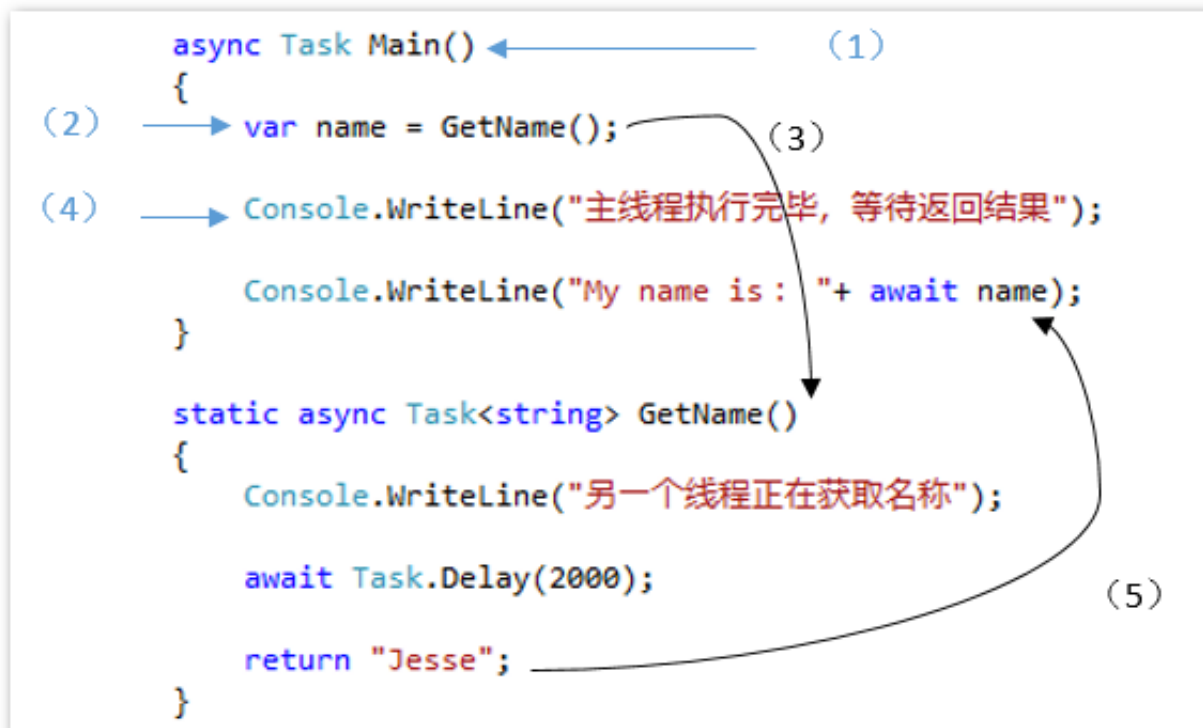 async Task Main() （1）
{
（2） var name = GetName(); （3）
（4） Console.WriteLine("主线程执行完毕，等待返回结果");
Console.WriteLine("My name is： "+ await name);
}
static async Task<string> GetName()
{
Console.WriteLine("另一个线程正在获取名称");
await Task.Delay(2000);
（5）
return "Jesse";
}